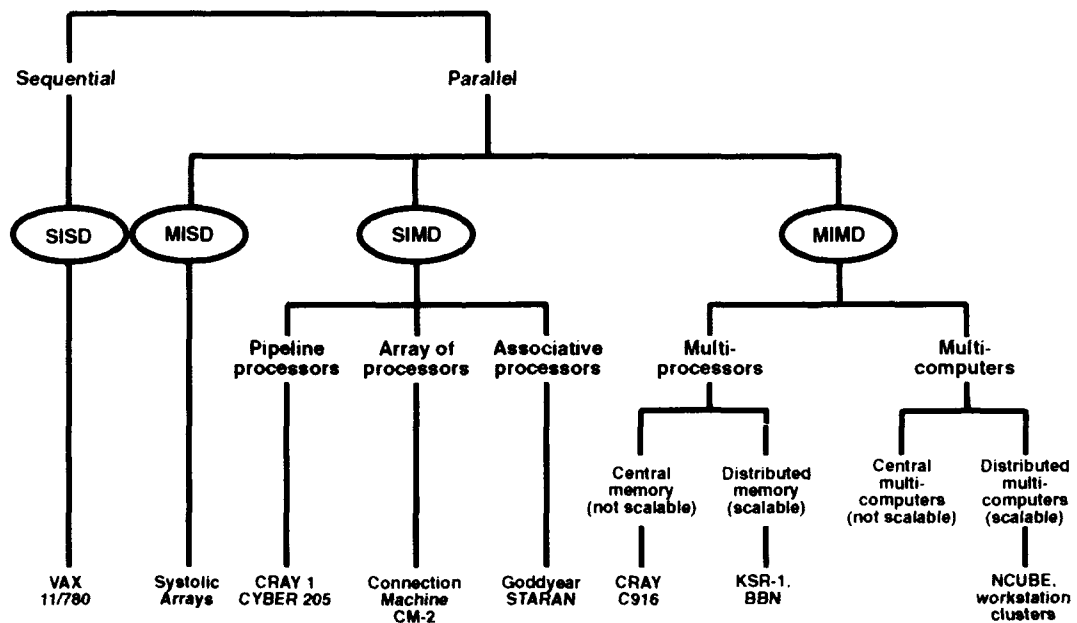 Sequential
Parallel
SISD
MISD
SIMD
MIMD
Pipeline
processors
Array of
processors
Associative
processors
Multi-
processors
Multi-
computers
Central
memory
(not scalable)
Distributed
memory
(scalable)
Central
multi-
computers
(not scalable)
Distributed
multi-
computers
(scalable)
VAX
11/780
Systolic
Arrays
CRAY 1
CYBER 205
Connection
Machine
CM-2
Goddyear
STARAN
CRAY
C916
KSR-1.
BBN
NCUBE.
workstation
clusters